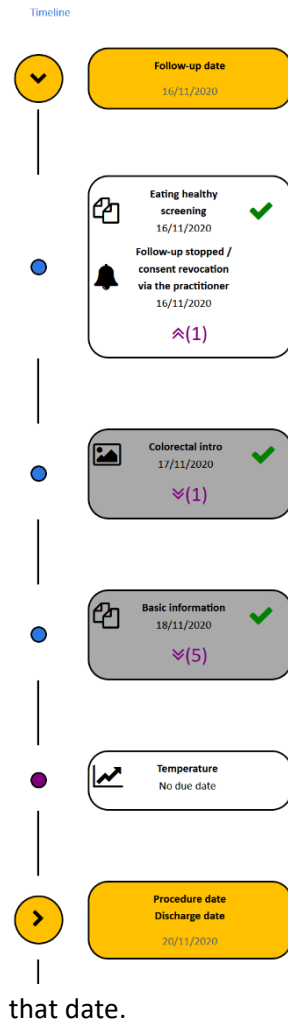 Timeline
Follow-up date
16/11/2020
Eating healthy
screening
16/11/2020
Follow-up stopped /
consent revocation
via the practitioner
16/11/2020
(1)
Colorectal intro
17/11/2020
(1)
Basic information
18/11/2020
(5)
Temperature
No due date
Procedure date
Discharge date
20/11/2020
that date.